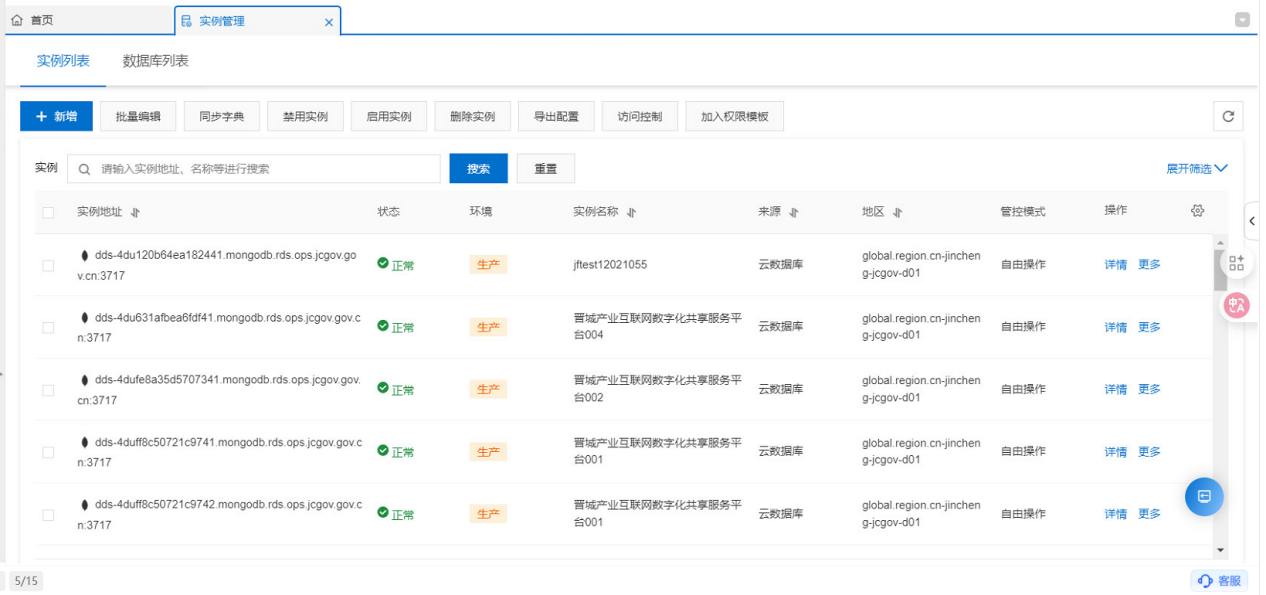 首页
实例管理
实例列表
数据库列表
新增
批量编辑
同步字典
禁用实例
启用实例
删除实例
导出配置
访问控制
加入权限模板
实例
请输入实例地址、名称等进行搜索
搜索
重置
展开筛选
实例地址
状态
环境
实例名称
来源
地区
管控模式
操作
dds-4du120b64ea182441.mongodb.rds.ops.jcgov.go
v.cn:3717
正常
生产
jftest12021055
云数据库
global.region.cn-jinchen
g-jcgov-d01
自由操作
详情 更多
dds-4du631afbea6fdf41.mongodb.rds.ops.jcgov.gov.c
n:3717
正常
生产
晋城产业互联网数字化共享服务平
台004
云数据库
global.region.cn-jinchen
g-jcgov-d01
自由操作
详情 更多
dds-4dufe8a35d5707341.mongodb.rds.ops.jcgov.gov.
cn:3717
正常
生产
晋城产业互联网数字化共享服务平
台002
云数据库
global.region.cn-jinchen
g-jcgov-d01
自由操作
详情 更多
dds-4duff8c50721c9741.mongodb.rds.ops.jcgov.gov.c
n:3717
正常
生产
晋城产业互联网数字化共享服务平
台001
云数据库
global.region.cn-jinchen
g-jcgov-d01
自由操作
详情 更多
dds-4duff8c50721c9742.mongodb.rds.ops.jcgov.gov.c
n:3717
正常
生产
晋城产业互联网数字化共享服务平
台001
云数据库
global.region.cn-jinchen
g-jcgov-d01
自由操作
详情 更多
5/15
客服